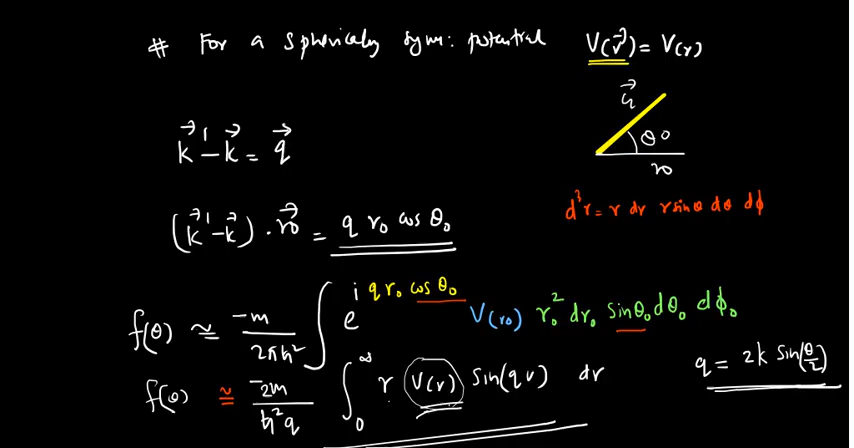 # For a Spherically Sym: potential V(r⃗) = V(r)
q⃗
θ0
r0
k⃗' - k⃗ = q⃗
d³r = r dr r sinθ dθ dϕ
(k⃗' - k⃗) · r⃗0 = q r₀ cos θ₀
f(θ) ≅ -m / 2πħ² ∫ e^{i q r₀ cos θ₀} V(r₀) r₀² dr₀ sinθ₀ dθ₀ dϕ₀
q = 2k Sin(θ/2)
f(θ) ≅ -2m / ħ²q ∫₀^∞ r V(r) Sin(qr) dr